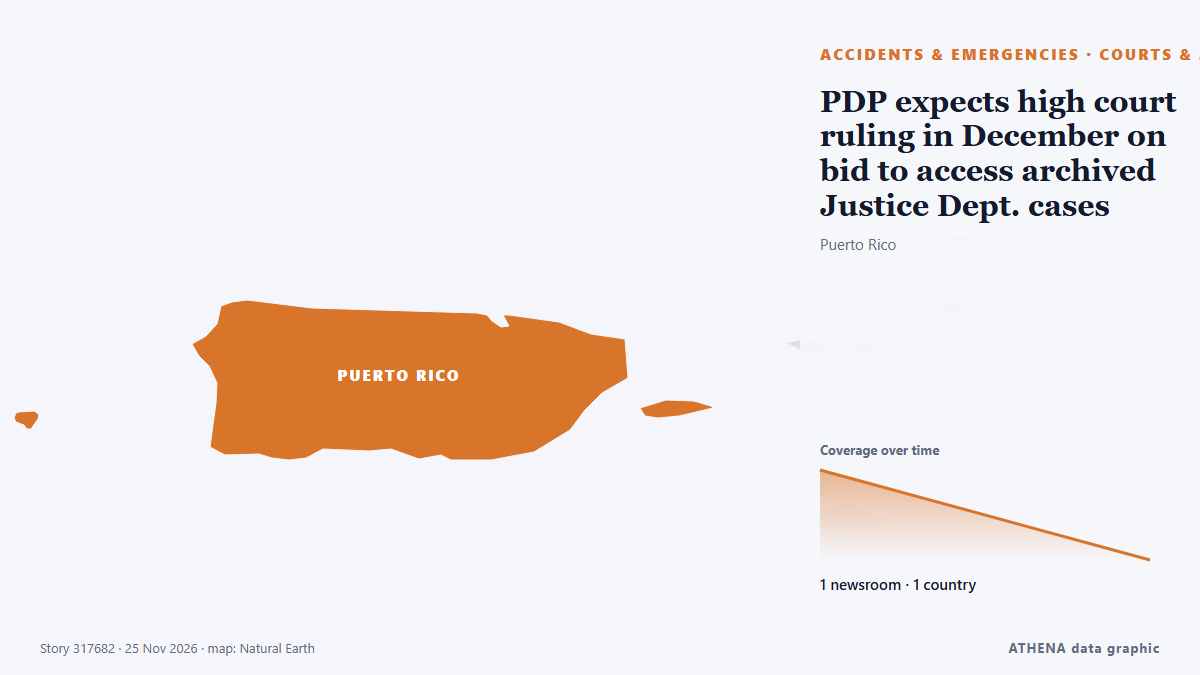 ACCIDENTS & EMERGENCIES · COURTS &
PDP expects high court
ruling in December on
bid to access archived
Justice Dept. cases
Puerto Rico
PUERTO RICO
Coverage over time
1 newsroom · 1 country
Story 317682 · 25 Nov 2026 · map: Natural Earth
ATHENA data graphic